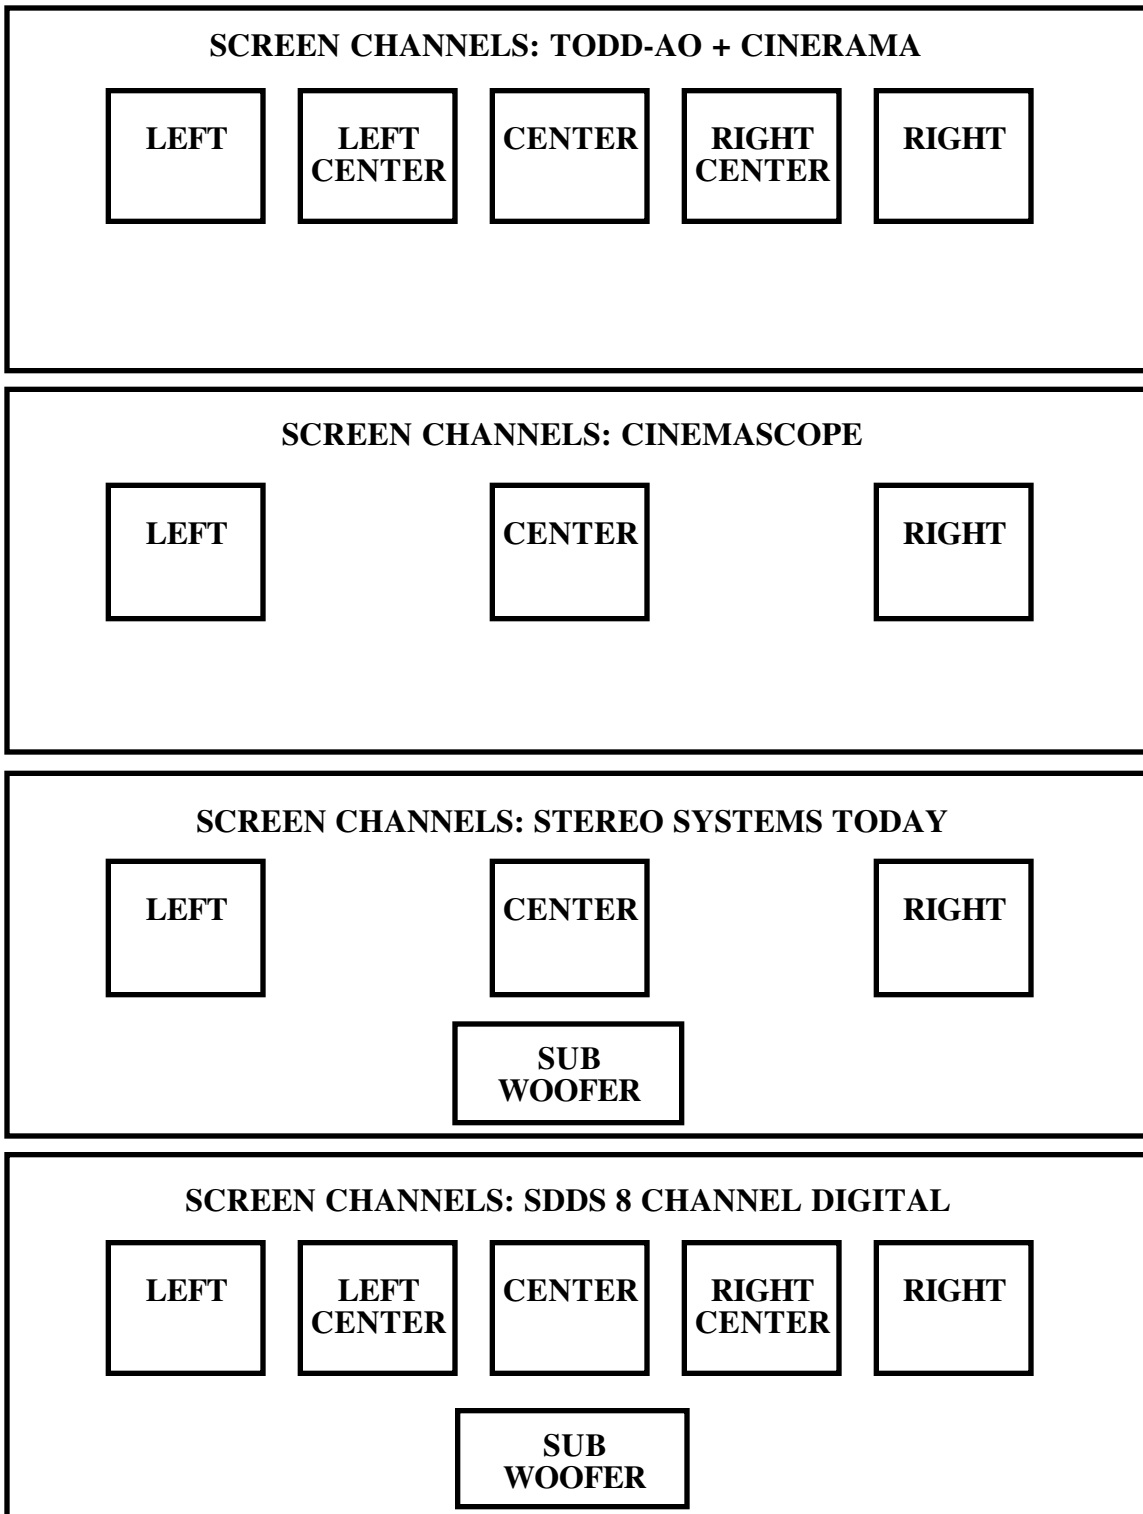 SCREEN CHANNELS: TODD-AO + CINERAMA
LEFT
LEFT
CENTER
CENTER
RIGHT
CENTER
RIGHT
SCREEN CHANNELS: CINEMASCOPE
LEFT
CENTER
RIGHT
SCREEN CHANNELS: STEREO SYSTEMS TODAY
LEFT
CENTER
RIGHT
SUB
WOOFER
SCREEN CHANNELS: SDDS 8 CHANNEL DIGITAL
LEFT
LEFT
CENTER
CENTER
RIGHT
CENTER
RIGHT
SUB
WOOFER